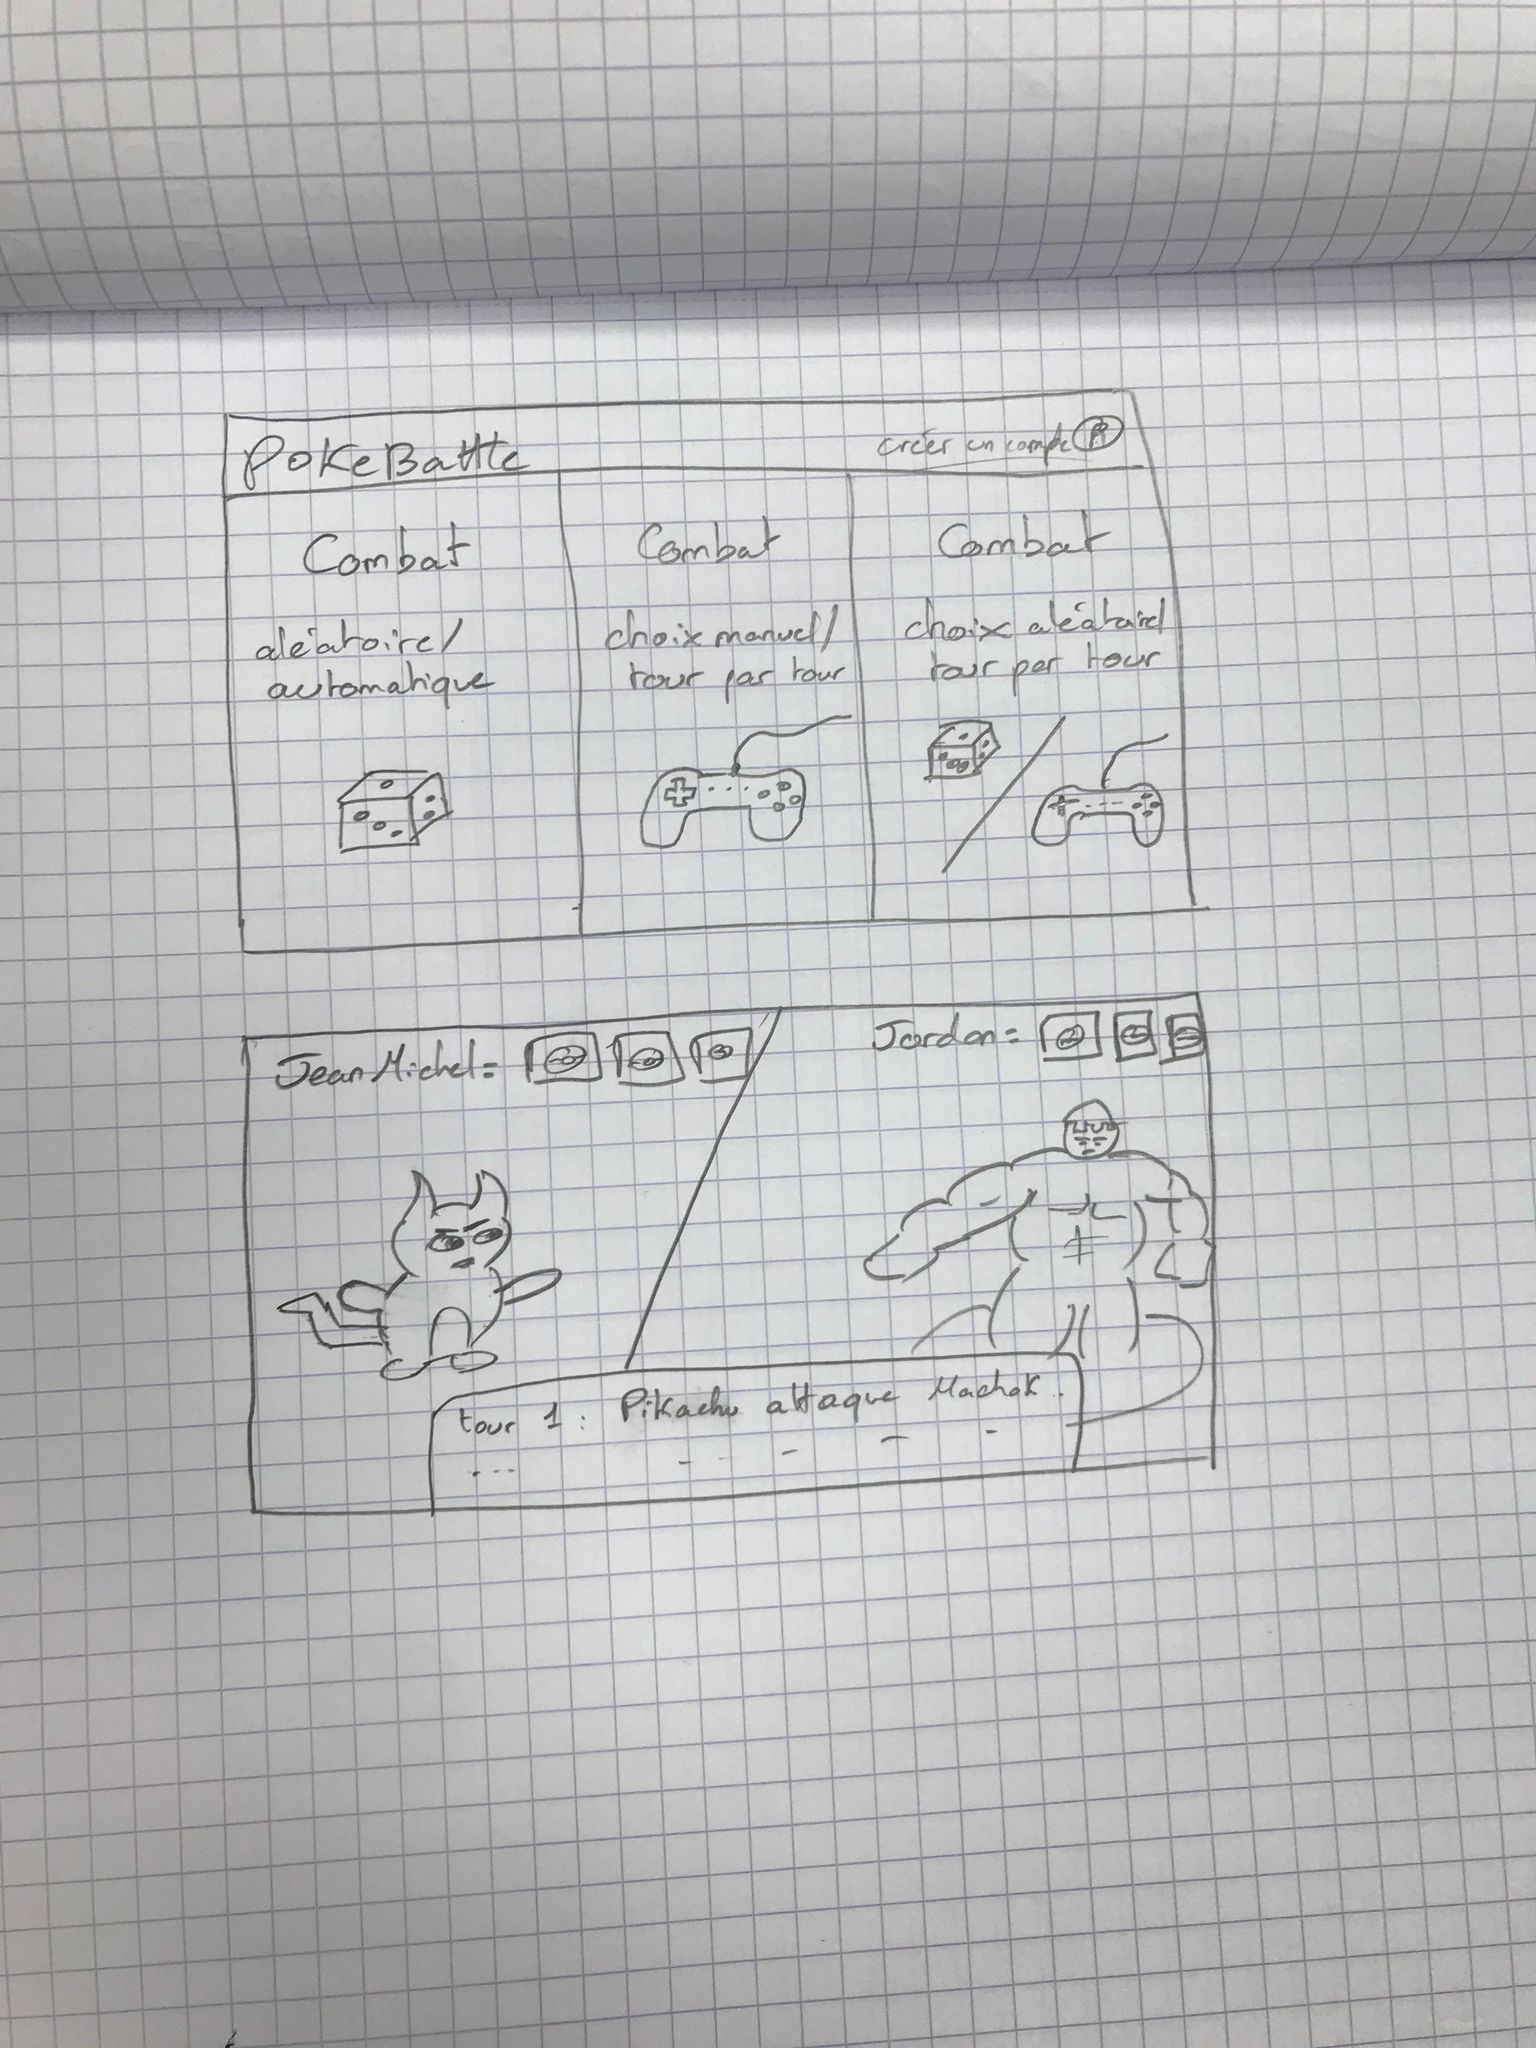 PokeBattle
créer un compte
Combat
aléatoire/
automatique
Combat
choix manuel/
tour par tour
Combat
choix aléatoire/
tour par tour
Jean Michel =
Jordan =
tour 1 : Pikachu attaque Machok..